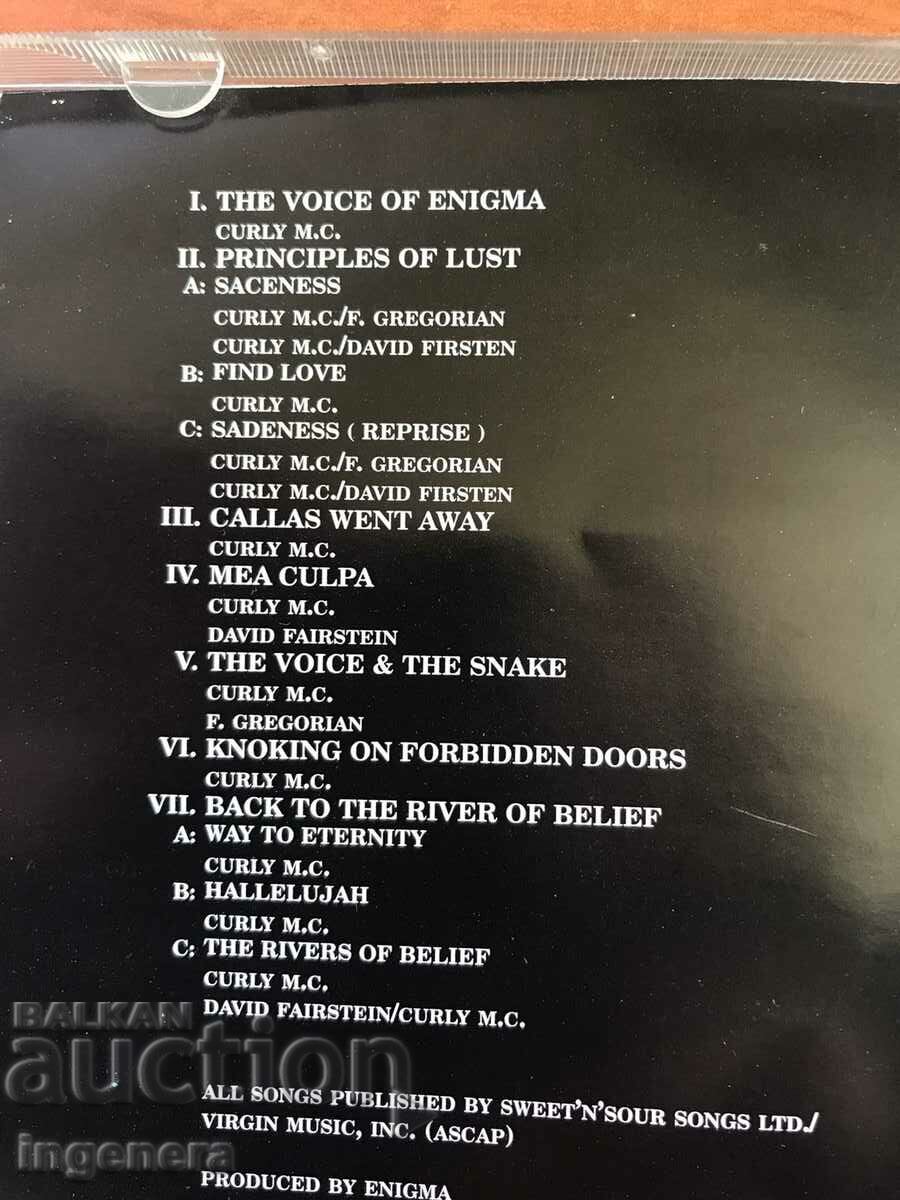 I. THE VOICE OF ENIGMA
CURLY M.C.
II. PRINCIPLES OF LUST
A: SACENESS
CURLY M.C./F. GREGORIAN
CURLY M.C./DAVID FIRSTEN
B: FIND LOVE
CURLY M.C.
C: SADENESS ( REPRISE )
CURLY M.C./F. GREGORIAN
CURLY M.C./DAVID FIRSTEN
III. CALLAS WENT AWAY
CURLY M.C.
IV. MEA CULPA
CURLY M.C.
DAVID FAIRSTEIN
V. THE VOICE & THE SNAKE
CURLY M.C.
F. GREGORIAN
VI. KNOKING ON FORBIDDEN DOORS
CURLY M.C.
VII. BACK TO THE RIVER OF BELIEF
A: WAY TO ETERNITY
CURLY M.C.
B: HALLELUJAH
CURLY M.C.
C: THE RIVERS OF BELIEF
CURLY M.C.
DAVID FAIRSTEIN/CURLY M.C.
BALKAN
auction
ingenera
ALL SONGS PUBLISHED BY SWEET'N'SOUR SONGS LTD./
VIRGIN MUSIC, INC. (ASCAP)
PRODUCED BY ENIGMA